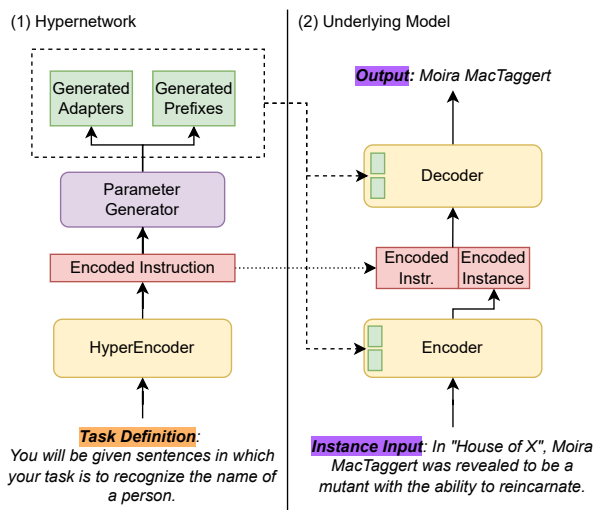 (1) Hypernetwork
Generated
Adapters
Generated
Prefixes
Parameter
Generator
Encoded Instruction
HyperEncoder
Task Definition:
You will be given sentences in which
your task is to recognize the name of
a person.
(2) Underlying Model
Output: Moira MacTaggert
Decoder
Encoded
Instr.
Encoded
Instance
Encoder
Instance Input: In "House of X", Moira
MacTaggert was revealed to be a
mutant with the ability to reincarnate.